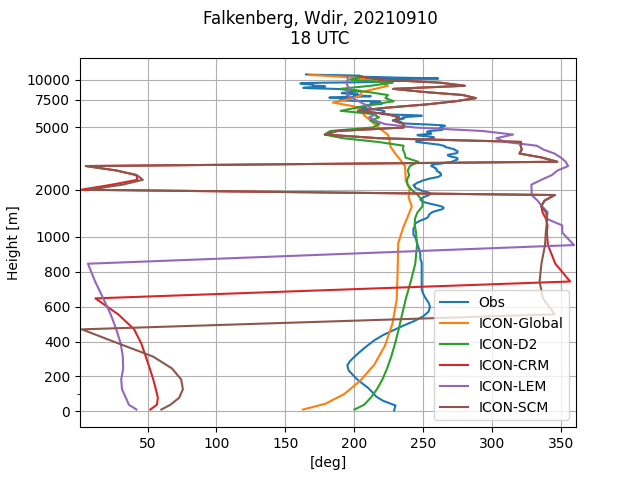 Falkenberg, Wdir, 20210910
18 UTC
10000
7500
5000
2000
1000
800
600
400
200
0
Height [m]
50
100
150
200
250
300
350
[deg]
Obs
ICON-Global
ICON-D2
ICON-CRM
ICON-LEM
ICON-SCM